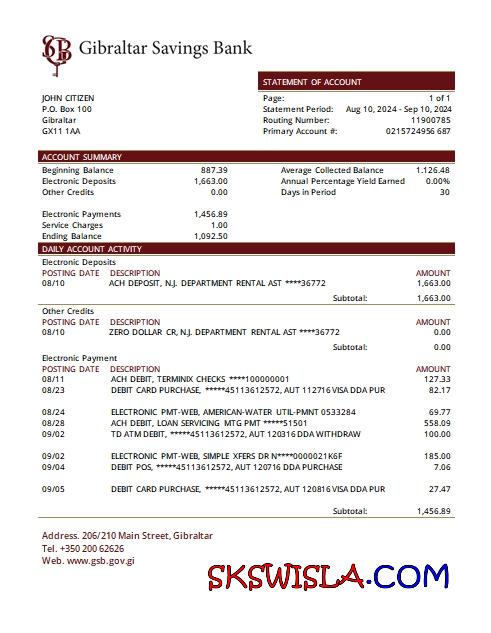 GSB Gibraltar Savings Bank
STATEMENT OF ACCOUNT
JOHN CITIZEN
P.O. Box 100
Gibraltar
GX11 1AA
Page: 1 of 1
Statement Period: Aug 10, 2024 - Sep 10, 2024
Routing Number: 11900785
Primary Account #: 0215724956 687
ACCOUNT SUMMARY
Beginning Balance 887.39 Average Collected Balance 1.126.48
Electronic Deposits 1,663.00 Annual Percentage Yield Earned 0.00%
Other Credits 0.00 Days in Period 30
Electronic Payments 1,456.89
Service Charges 1.00
Ending Balance 1,092.50
DAILY ACCOUNT ACTIVITY
Electronic Deposits
POSTING DATE DESCRIPTION AMOUNT
08/10 ACH DEPOSIT, N.J. DEPARTMENT RENTAL AST ****36772 1,663.00
Subtotal: 1,663.00
Other Credits
POSTING DATE DESCRIPTION AMOUNT
08/10 ZERO DOLLAR CR, N.J. DEPARTMENT RENTAL AST ****36772 0.00
Subtotal: 0.00
Electronic Payment
POSTING DATE DESCRIPTION AMOUNT
08/11 ACH DEBIT, TERMINIX CHECKS ****100000001 127.33
08/23 DEBIT CARD PURCHASE, *****45113612572, AUT 112716 VISA DDA PUR 82.17
08/24 ELECTRONIC PMT-WEB, AMERICAN-WATER UTIL-PMNT 0533284 69.77
08/28 ACH DEBIT, LOAN SERVICING MTG PMT *****51501 558.09
09/02 TD ATM DEBIT, *****45113612572, AUT 120316 DDA WITHDRAW 100.00
09/02 ELECTRONIC PMT-WEB, SIMPLE XFERS DR N****0000021K6F 185.00
09/04 DEBIT POS, *****45113612572, AUT 120716 DDA PURCHASE 7.06
09/05 DEBIT CARD PURCHASE, *****45113612572, AUT 120816 VISA DDA PUR 27.47
Subtotal: 1,456.89
Address. 206/210 Main Street, Gibraltar
Tel. +350 200 62626
Web. www.gsb.gov.gi
SKSWISLA.COM